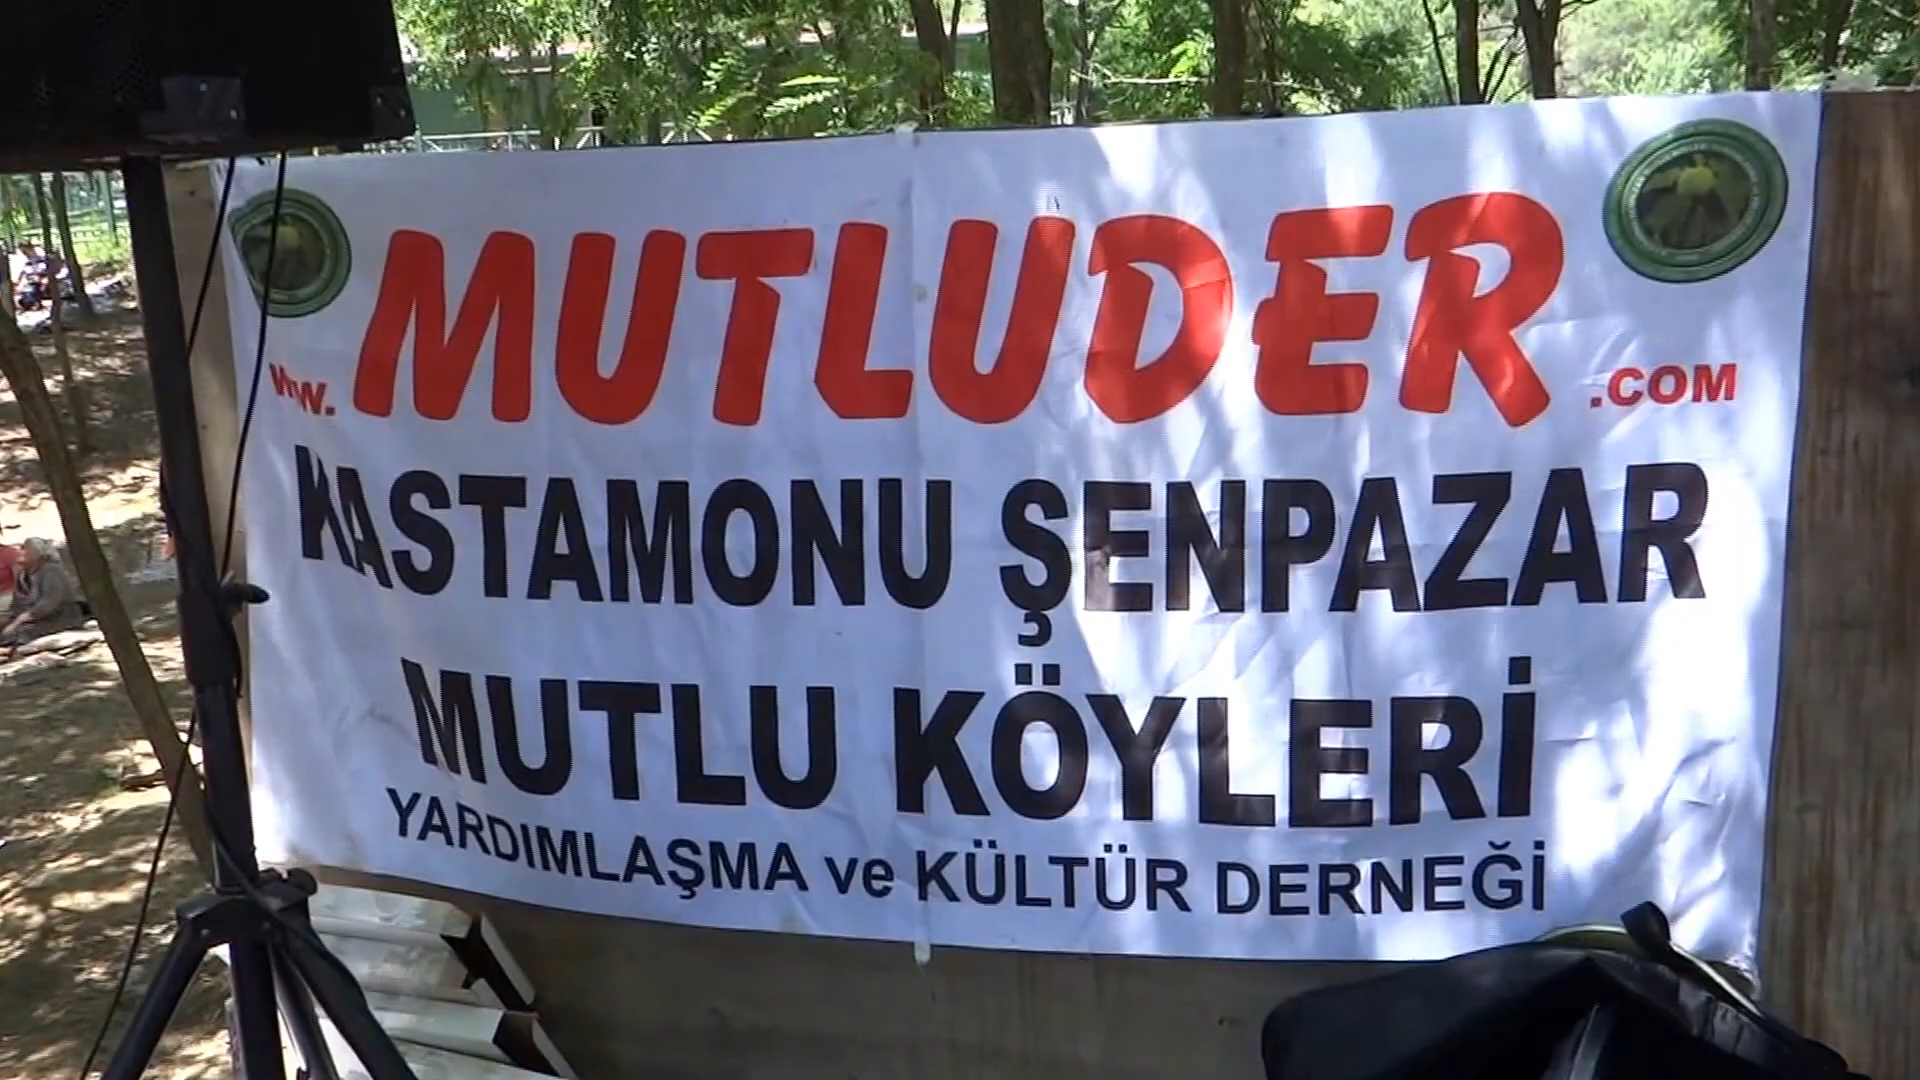 www.MUTLUDER.COM
KASTAMONU ŞENPAZAR
MUTLU KÖYLERİ
YARDIMLAŞMA ve KÜLTÜR DERNEĞİ